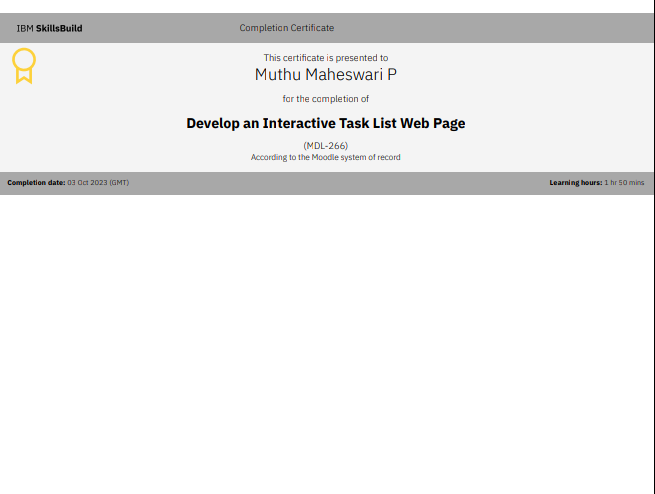 IBM SkillsBuild
Completion Certificate
This certificate is presented to
Muthu Maheswari P
for the completion of
Develop an Interactive Task List Web Page
(MDL-266)
According to the Moodle system of record
Completion date: 03 Oct 2023 (GMT)
Learning hours: 1 hr 50 mins